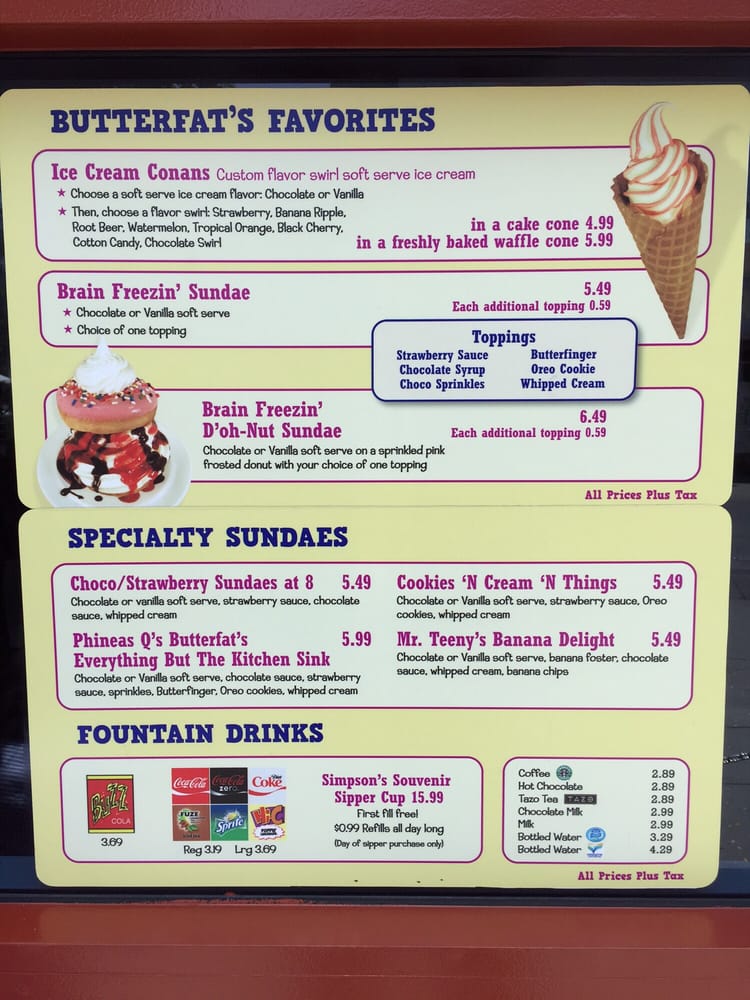 BUTTERFAT'S FAVORITES
Ice Cream Conans Custom flavor swirl soft serve ice cream
★ Choose a soft serve ice cream flavor: Chocolate or Vanilla
★ Then, choose a flavor swirl: Strawberry, Banana Ripple,
Root Beer, Watermelon, Tropical Orange, Black Cherry,
Cotton Candy, Chocolate Swirl
in a cake cone 4.99
in a freshly baked waffle cone 5.99
Brain Freezin' Sundae 5.49
Each additional topping 0.59
★ Chocolate or Vanilla soft serve
★ Choice of one topping
Toppings
Strawberry Sauce Butterfinger
Chocolate Syrup Oreo Cookie
Choco Sprinkles Whipped Cream
Brain Freezin'
D'oh-Nut Sundae
6.49
Each additional topping 0.59
Chocolate or Vanilla soft serve on a sprinkled pink
frosted donut with your choice of one topping
All Prices Plus Tax
SPECIALTY SUNDAES
Choco/Strawberry Sundaes at 8 5.49
Chocolate or vanilla soft serve, strawberry sauce, chocolate
sauce, whipped cream
Cookies 'N Cream 'N Things 5.49
Chocolate or Vanilla soft serve, strawberry sauce, Oreo
cookies, whipped cream
Phineas Q's Butterfat's 5.99
Everything But The Kitchen Sink
Chocolate or Vanilla soft serve, chocolate sauce, strawberry
sauce, sprinkles, Butterfinger, Oreo cookies, whipped cream
Mr. Teeny's Banana Delight 5.49
Chocolate or Vanilla soft serve, banana foster, chocolate
sauce, whipped cream, banana chips
FOUNTAIN DRINKS
BUZZ
COLA
3.69
Coca-Cola Coca-Cola zero Diet Coke
FUZE Sprite Hi-C
Reg 3.19 Lrg 3.69
Simpson's Souvenir
Sipper Cup 15.99
First fill free!
$0.99 Refills all day long
(Day of sipper purchase only)
Coffee 2.89
Hot Chocolate 2.89
Tazo Tea TAZO 2.89
Chocolate Milk 2.99
Milk 2.99
Bottled Water 3.29
Bottled Water 4.29
All Prices Plus Tax